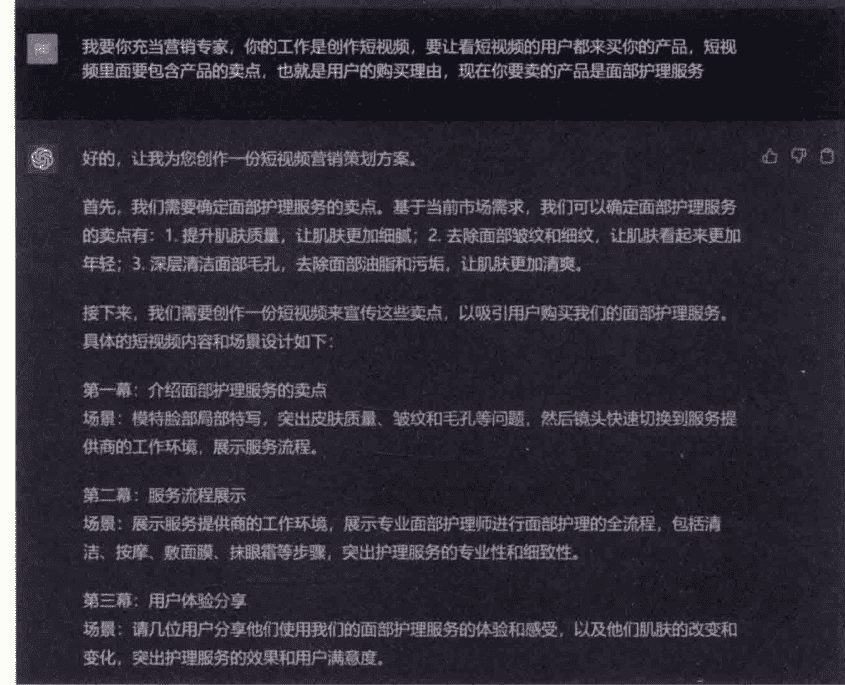 我要你充当营销专家，你的工作是创作短视频，要让看短视频的用户都来买你的产品，短视
频里面要包含产品的卖点，也就是用户的购买理由，现在你要卖的产品是面部护理服务
好的，让我为您创作一份短视频营销策划方案。
首先，我们需要确定面部护理服务的卖点。基于当前市场需求，我们可以确定面部护理服务
的卖点有：1. 提升肌肤质量，让肌肤更加细腻；2. 去除面部皱纹和细纹，让肌肤看起来更加
年轻；3. 深层清洁面部毛孔，去除面部油脂和污垢，让肌肤更加清爽。
接下来，我们需要创作一份短视频来宣传这些卖点，以吸引用户购买我们的面部护理服务。
具体的短视频内容和场景设计如下：
第一幕：介绍面部护理服务的卖点
场景：模特脸部局部特写，突出皮肤质量、皱纹和毛孔等问题，然后镜头快速切换到服务提
供商的工作环境，展示服务流程。
第二幕：服务流程展示
场景：展示服务提供商的工作环境，展示专业面部护理师进行面部护理的全流程，包括清
洁、按摩、敷面膜、抹眼霜等步骤，突出护理服务的专业性和细致性。
第三幕：用户体验分享
场景：请几位用户分享他们使用我们的面部护理服务的体验和感受，以及他们肌肤的改变和
变化，突出护理服务的效果和用户满意度。